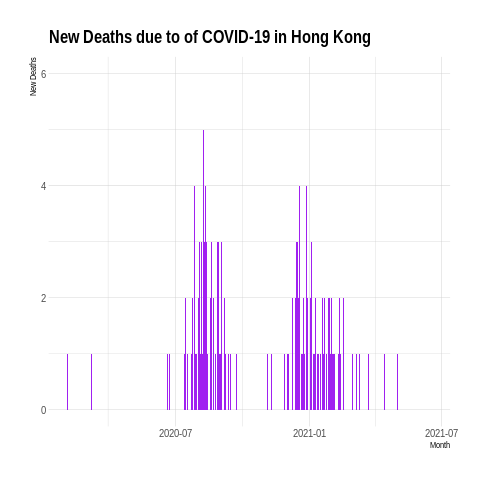 New Deaths due to of COVID-19 in Hong Kong
New Deaths
6
4
2
0
2020-07
2021-01
2021-07
Month